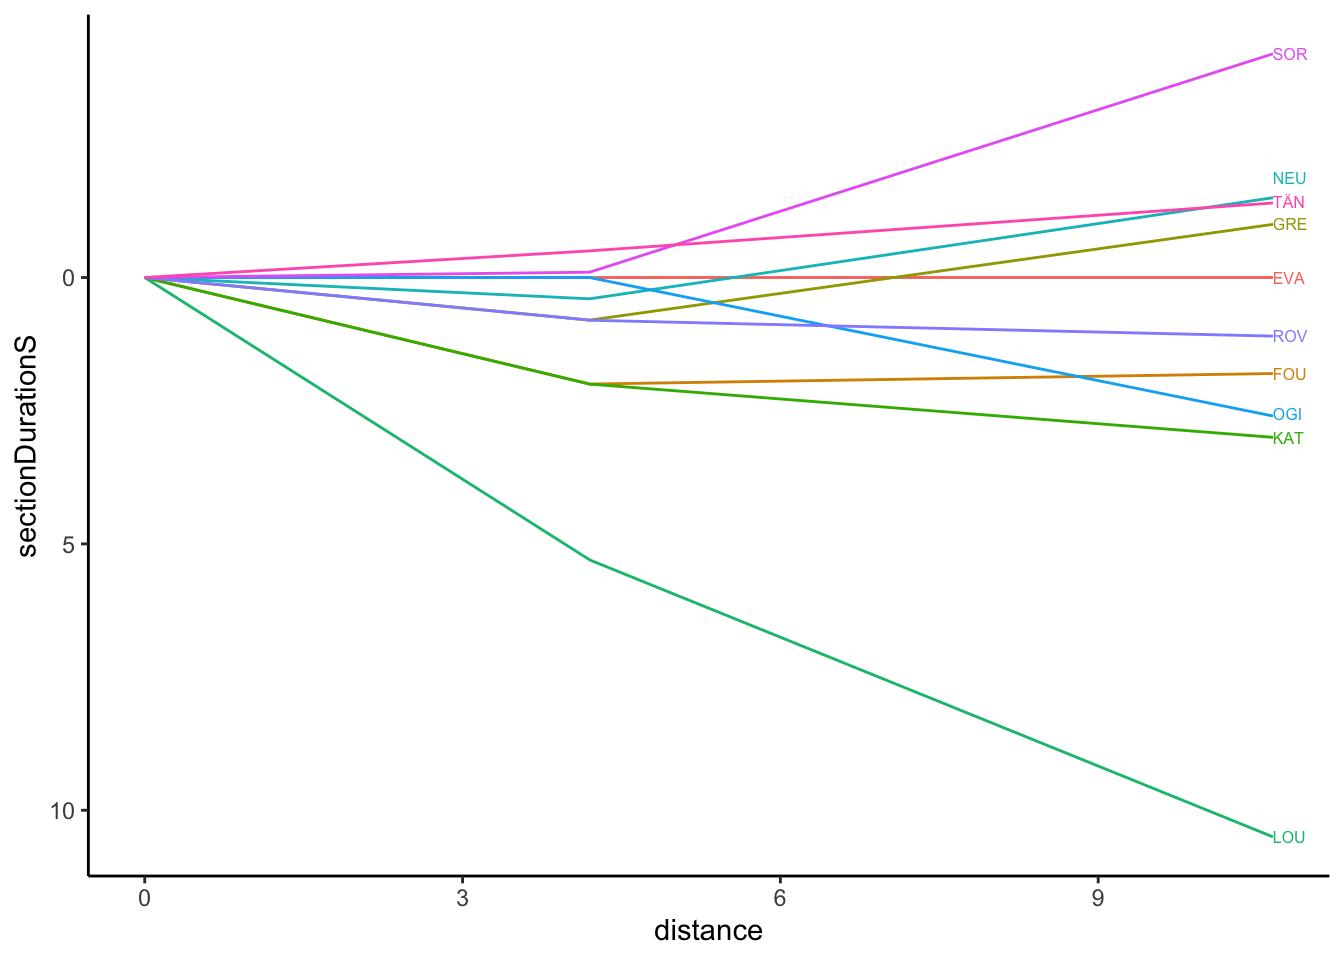 sectionDurationS
0
5
10
SOR
NEU
TÄN
GRE
EVA
ROV
FOU
OGI
KAT
LOU
0 3 6 9
distance